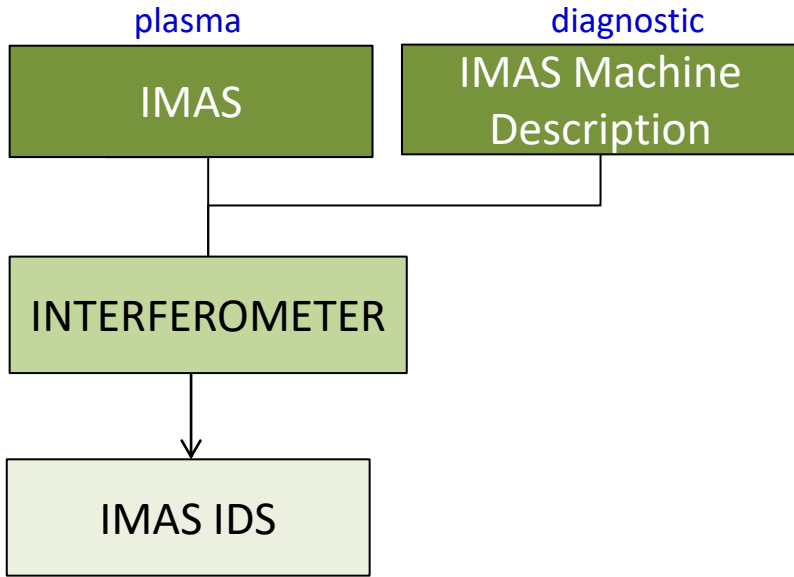 plasma
diagnostic
IMAS
IMAS Machine
Description
INTERFEROMETER
IMAS IDS